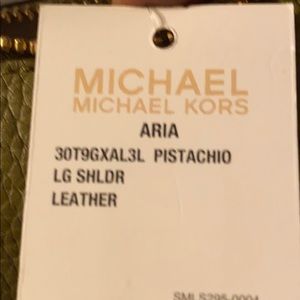 MICHAEL
MICHAEL KORS
ARIA
30T9GXAL3L PISTACHIO
LG SHLDR
LEATHER